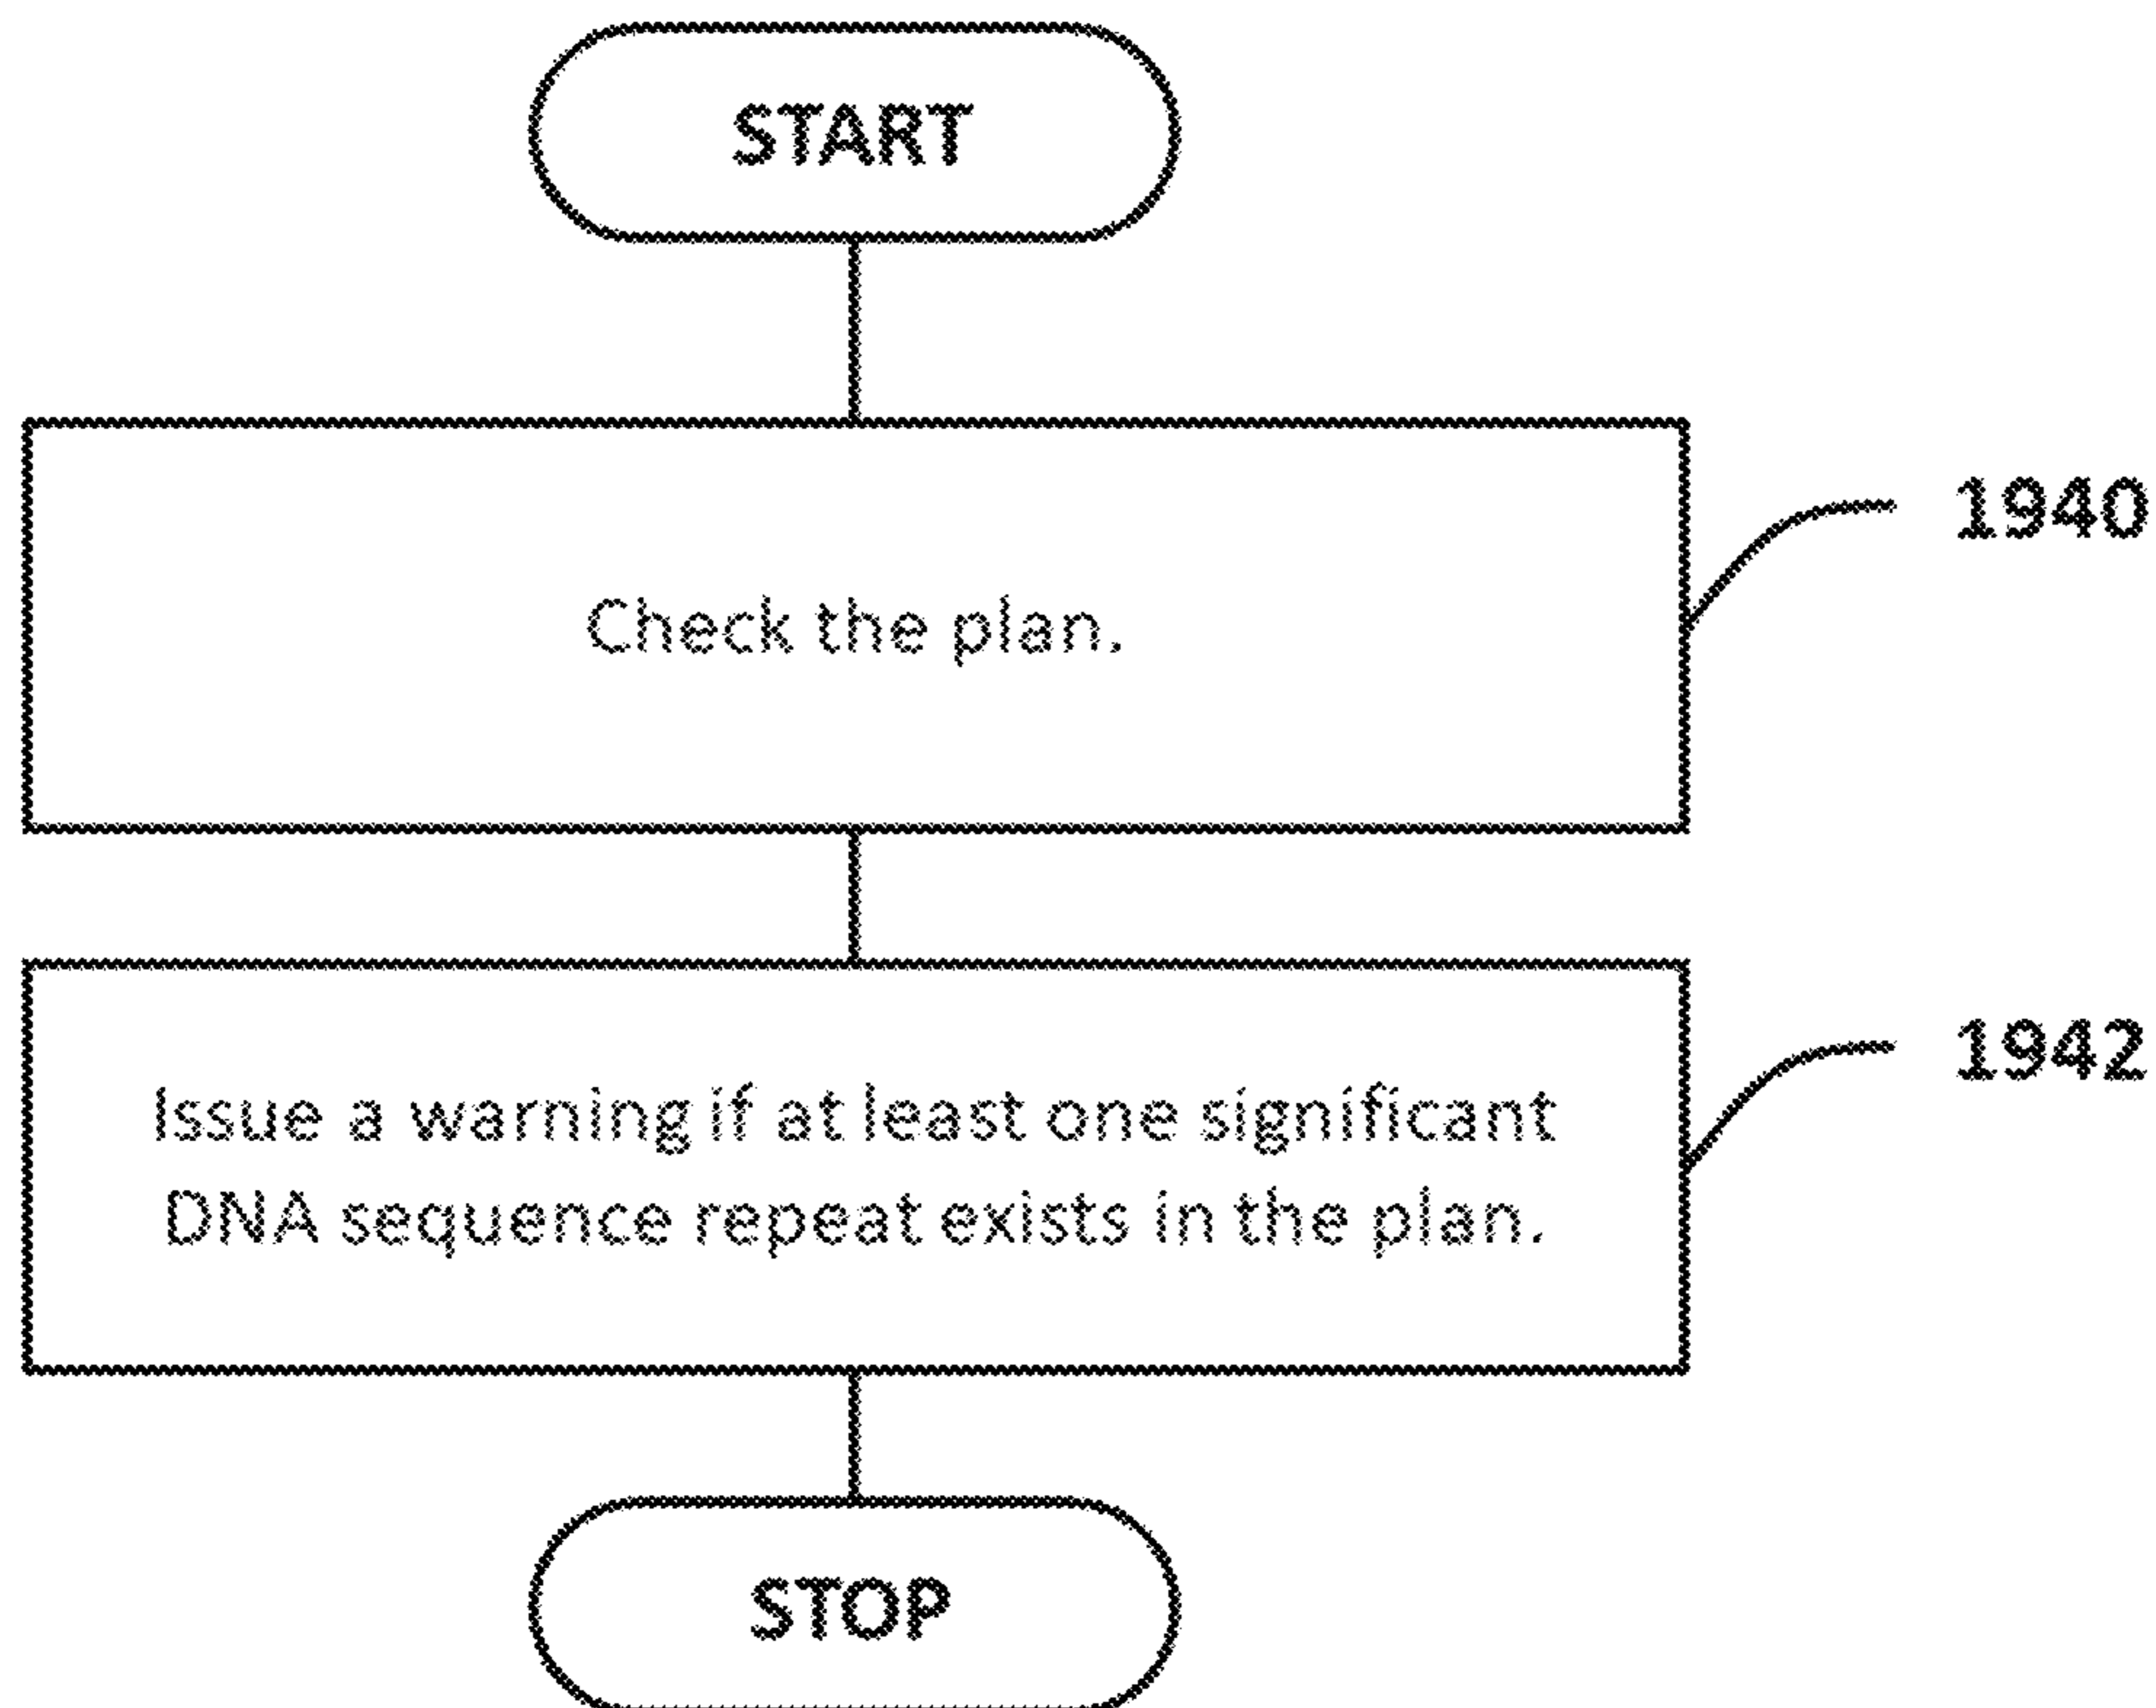 START
1940
Check the plan.
1942
Issue a warning if at least one significant
DNA sequence repeat exists in the plan.
STOP